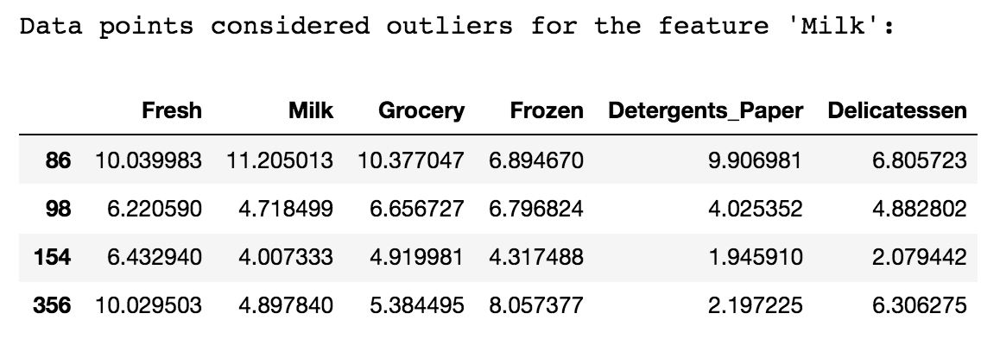 Data points considered outliers for the feature 'Milk':
Fresh Milk Grocery Frozen Detergents_Paper Delicatessen
86 10.039983 11.205013 10.377047 6.894670 9.906981 6.805723
98 6.220590 4.718499 6.656727 6.796824 4.025352 4.882802
154 6.432940 4.007333 4.919981 4.317488 1.945910 2.079442
356 10.029503 4.897840 5.384495 8.057377 2.197225 6.306275